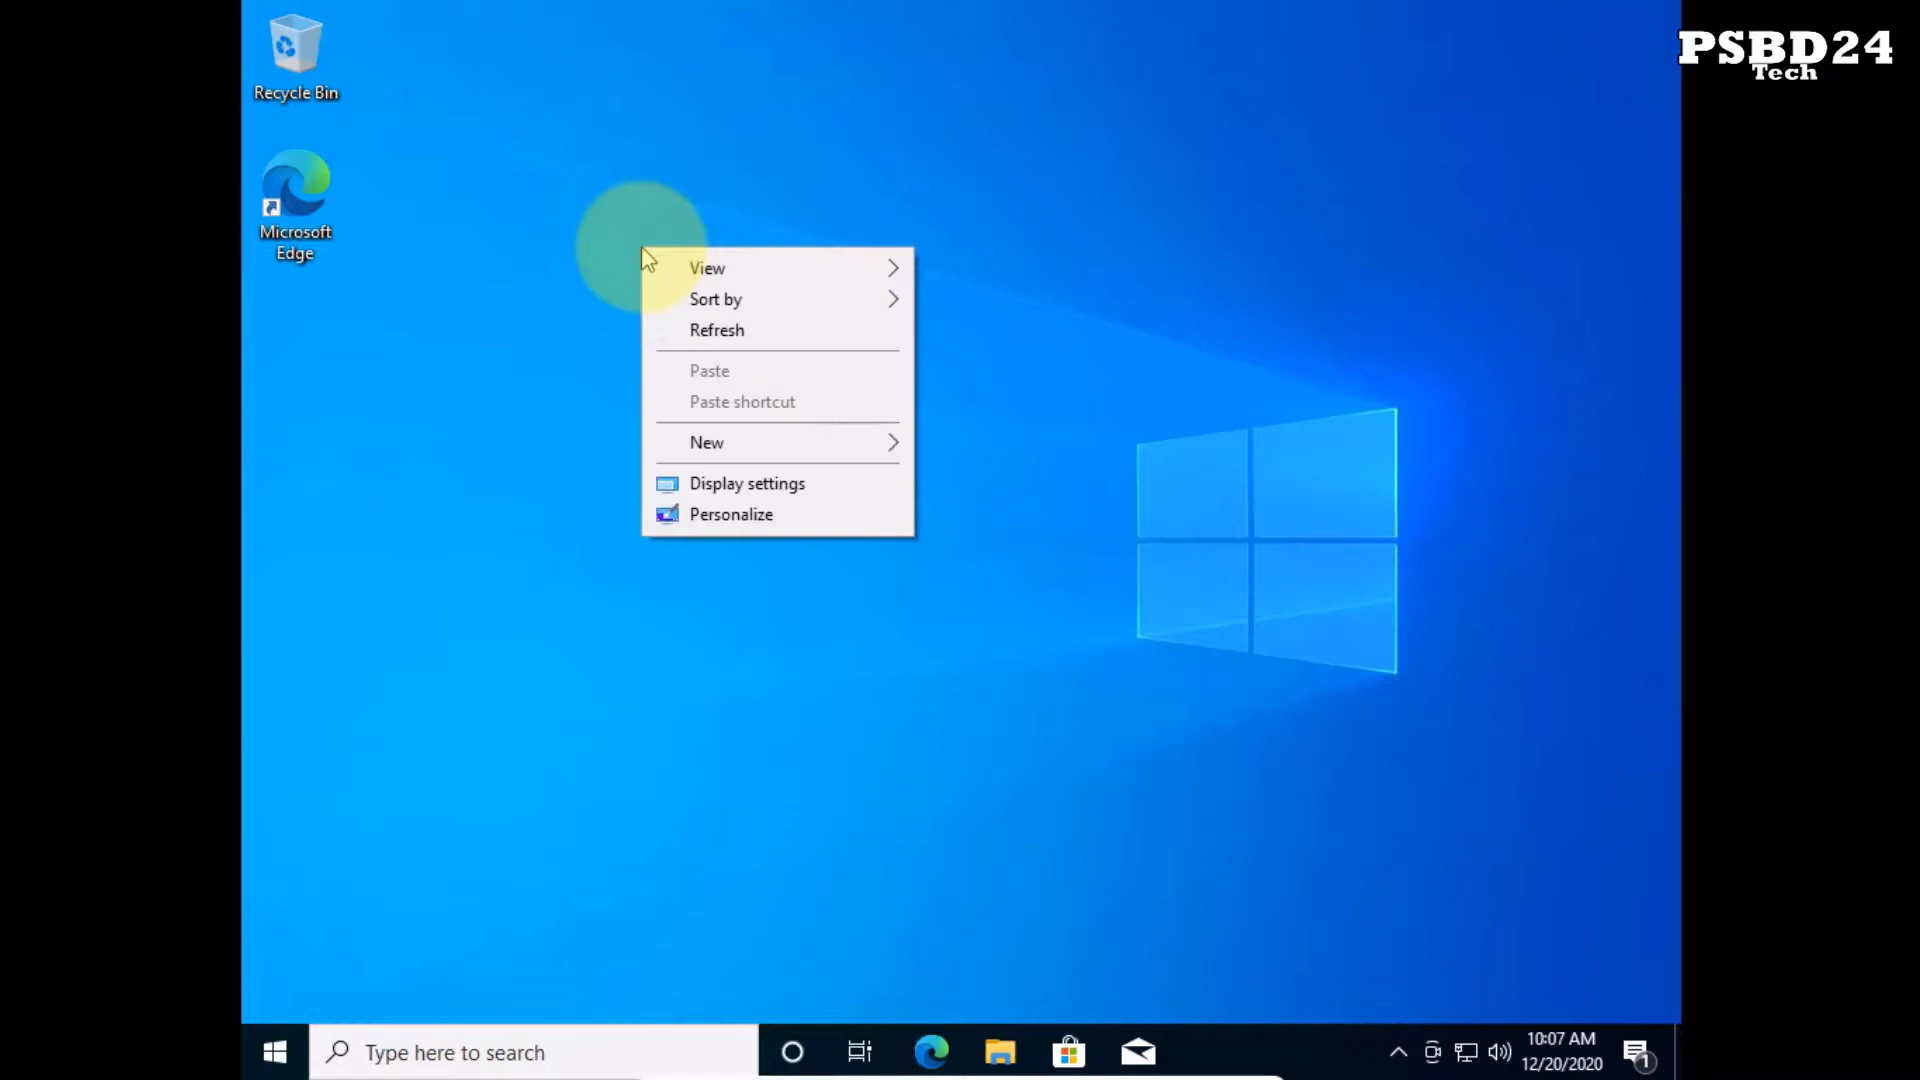 PSBD24
Tech
Recycle Bin
Microsoft
Edge
View
Sort by
Refresh
Paste
Paste shortcut
New
Display settings
Personalize
Type here to search
10:07 AM
12/20/2020
1